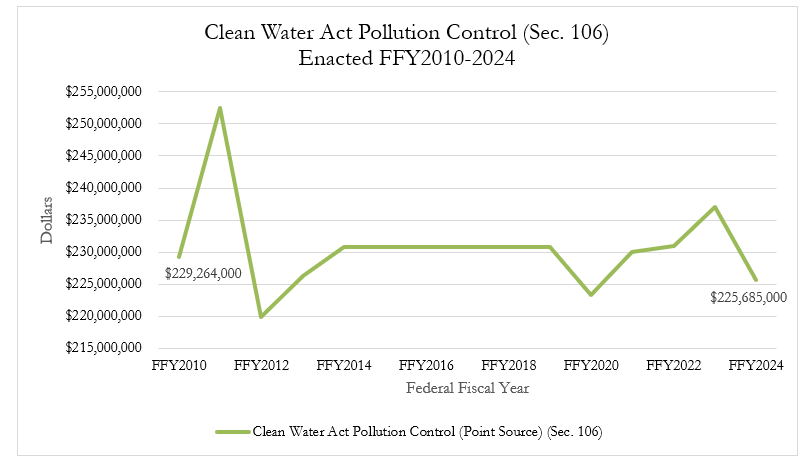 Clean Water Act Pollution Control (Sec. 106)
Enacted FFY2010-2024
$255,000,000
$250,000,000
$245,000,000
$240,000,000
$235,000,000
$230,000,000
$225,000,000
$220,000,000
$215,000,000
Dollars
$229,264,000
$225,685,000
FFY2010 FFY2012 FFY2014 FFY2016 FFY2018 FFY2020 FFY2022 FFY2024
Federal Fiscal Year
Clean Water Act Pollution Control (Point Source) (Sec. 106)